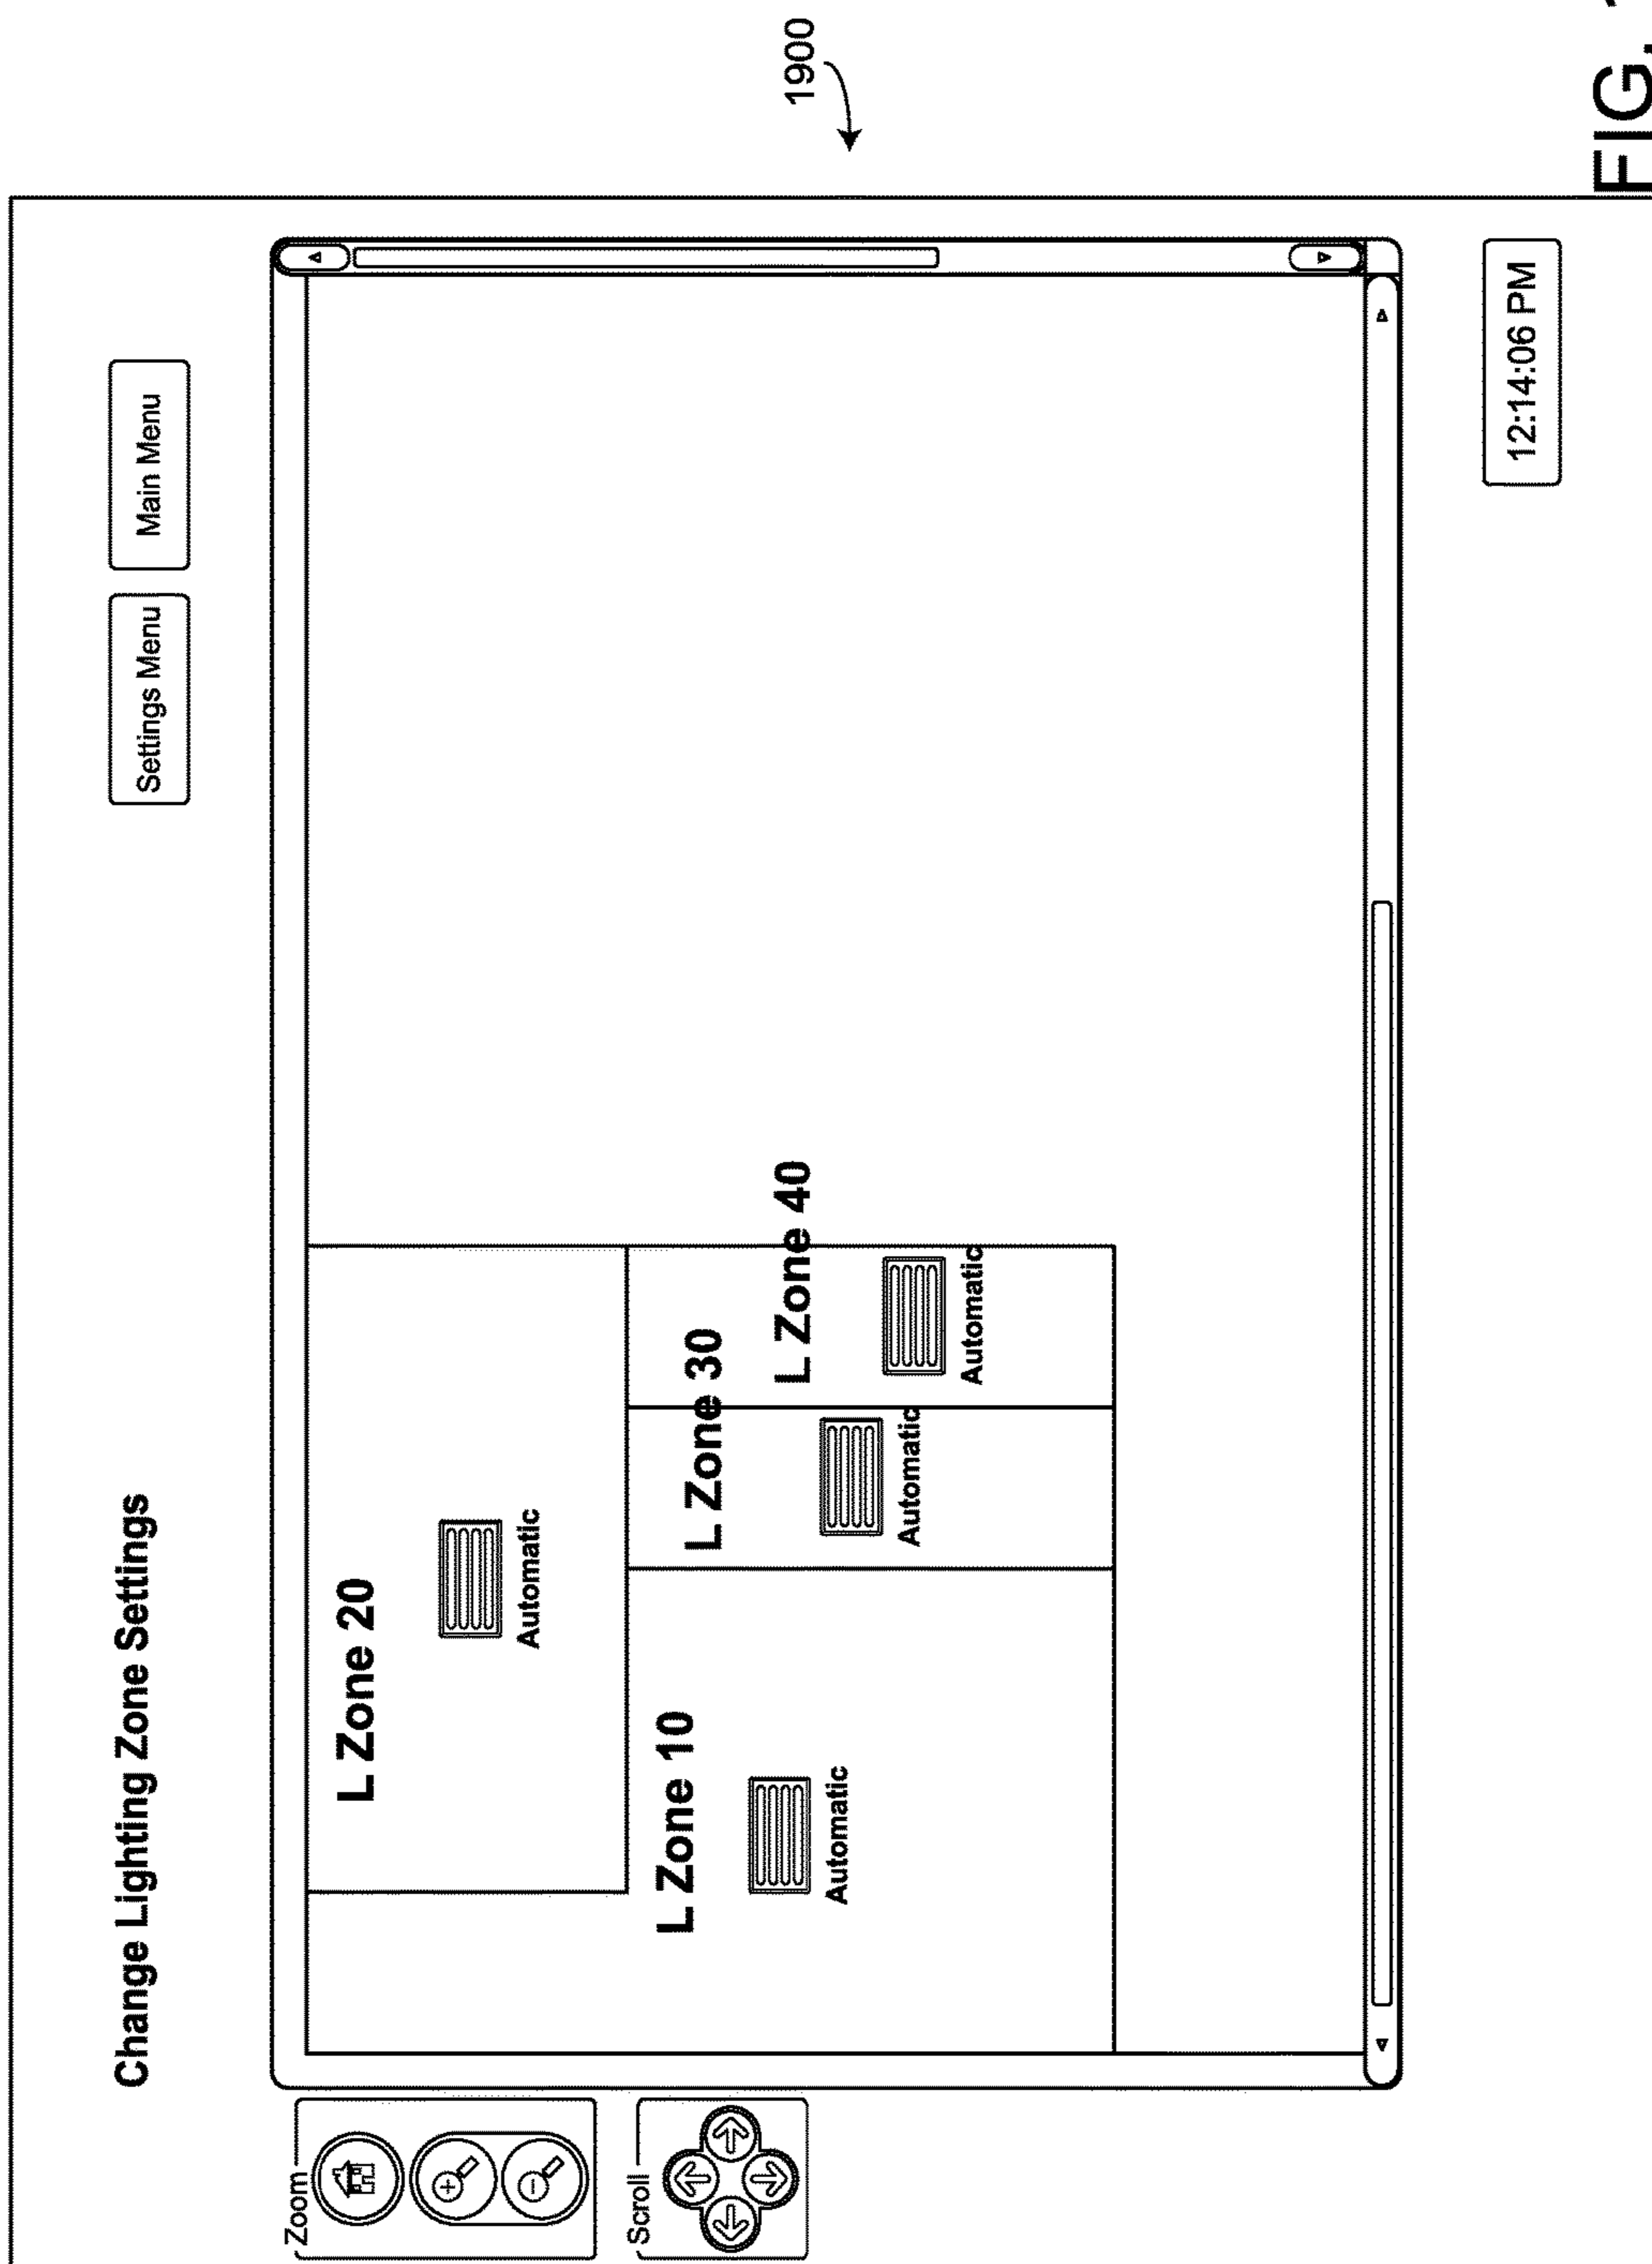 Change Lighting Zone Settings
Settings Menu
Main Menu
Zoom
Scroll
L Zone 20
Automatic
L Zone 10
Automatic
L Zone 30
Automatic
L Zone 40
Automatic
12:14:06 PM
1900
FIG.